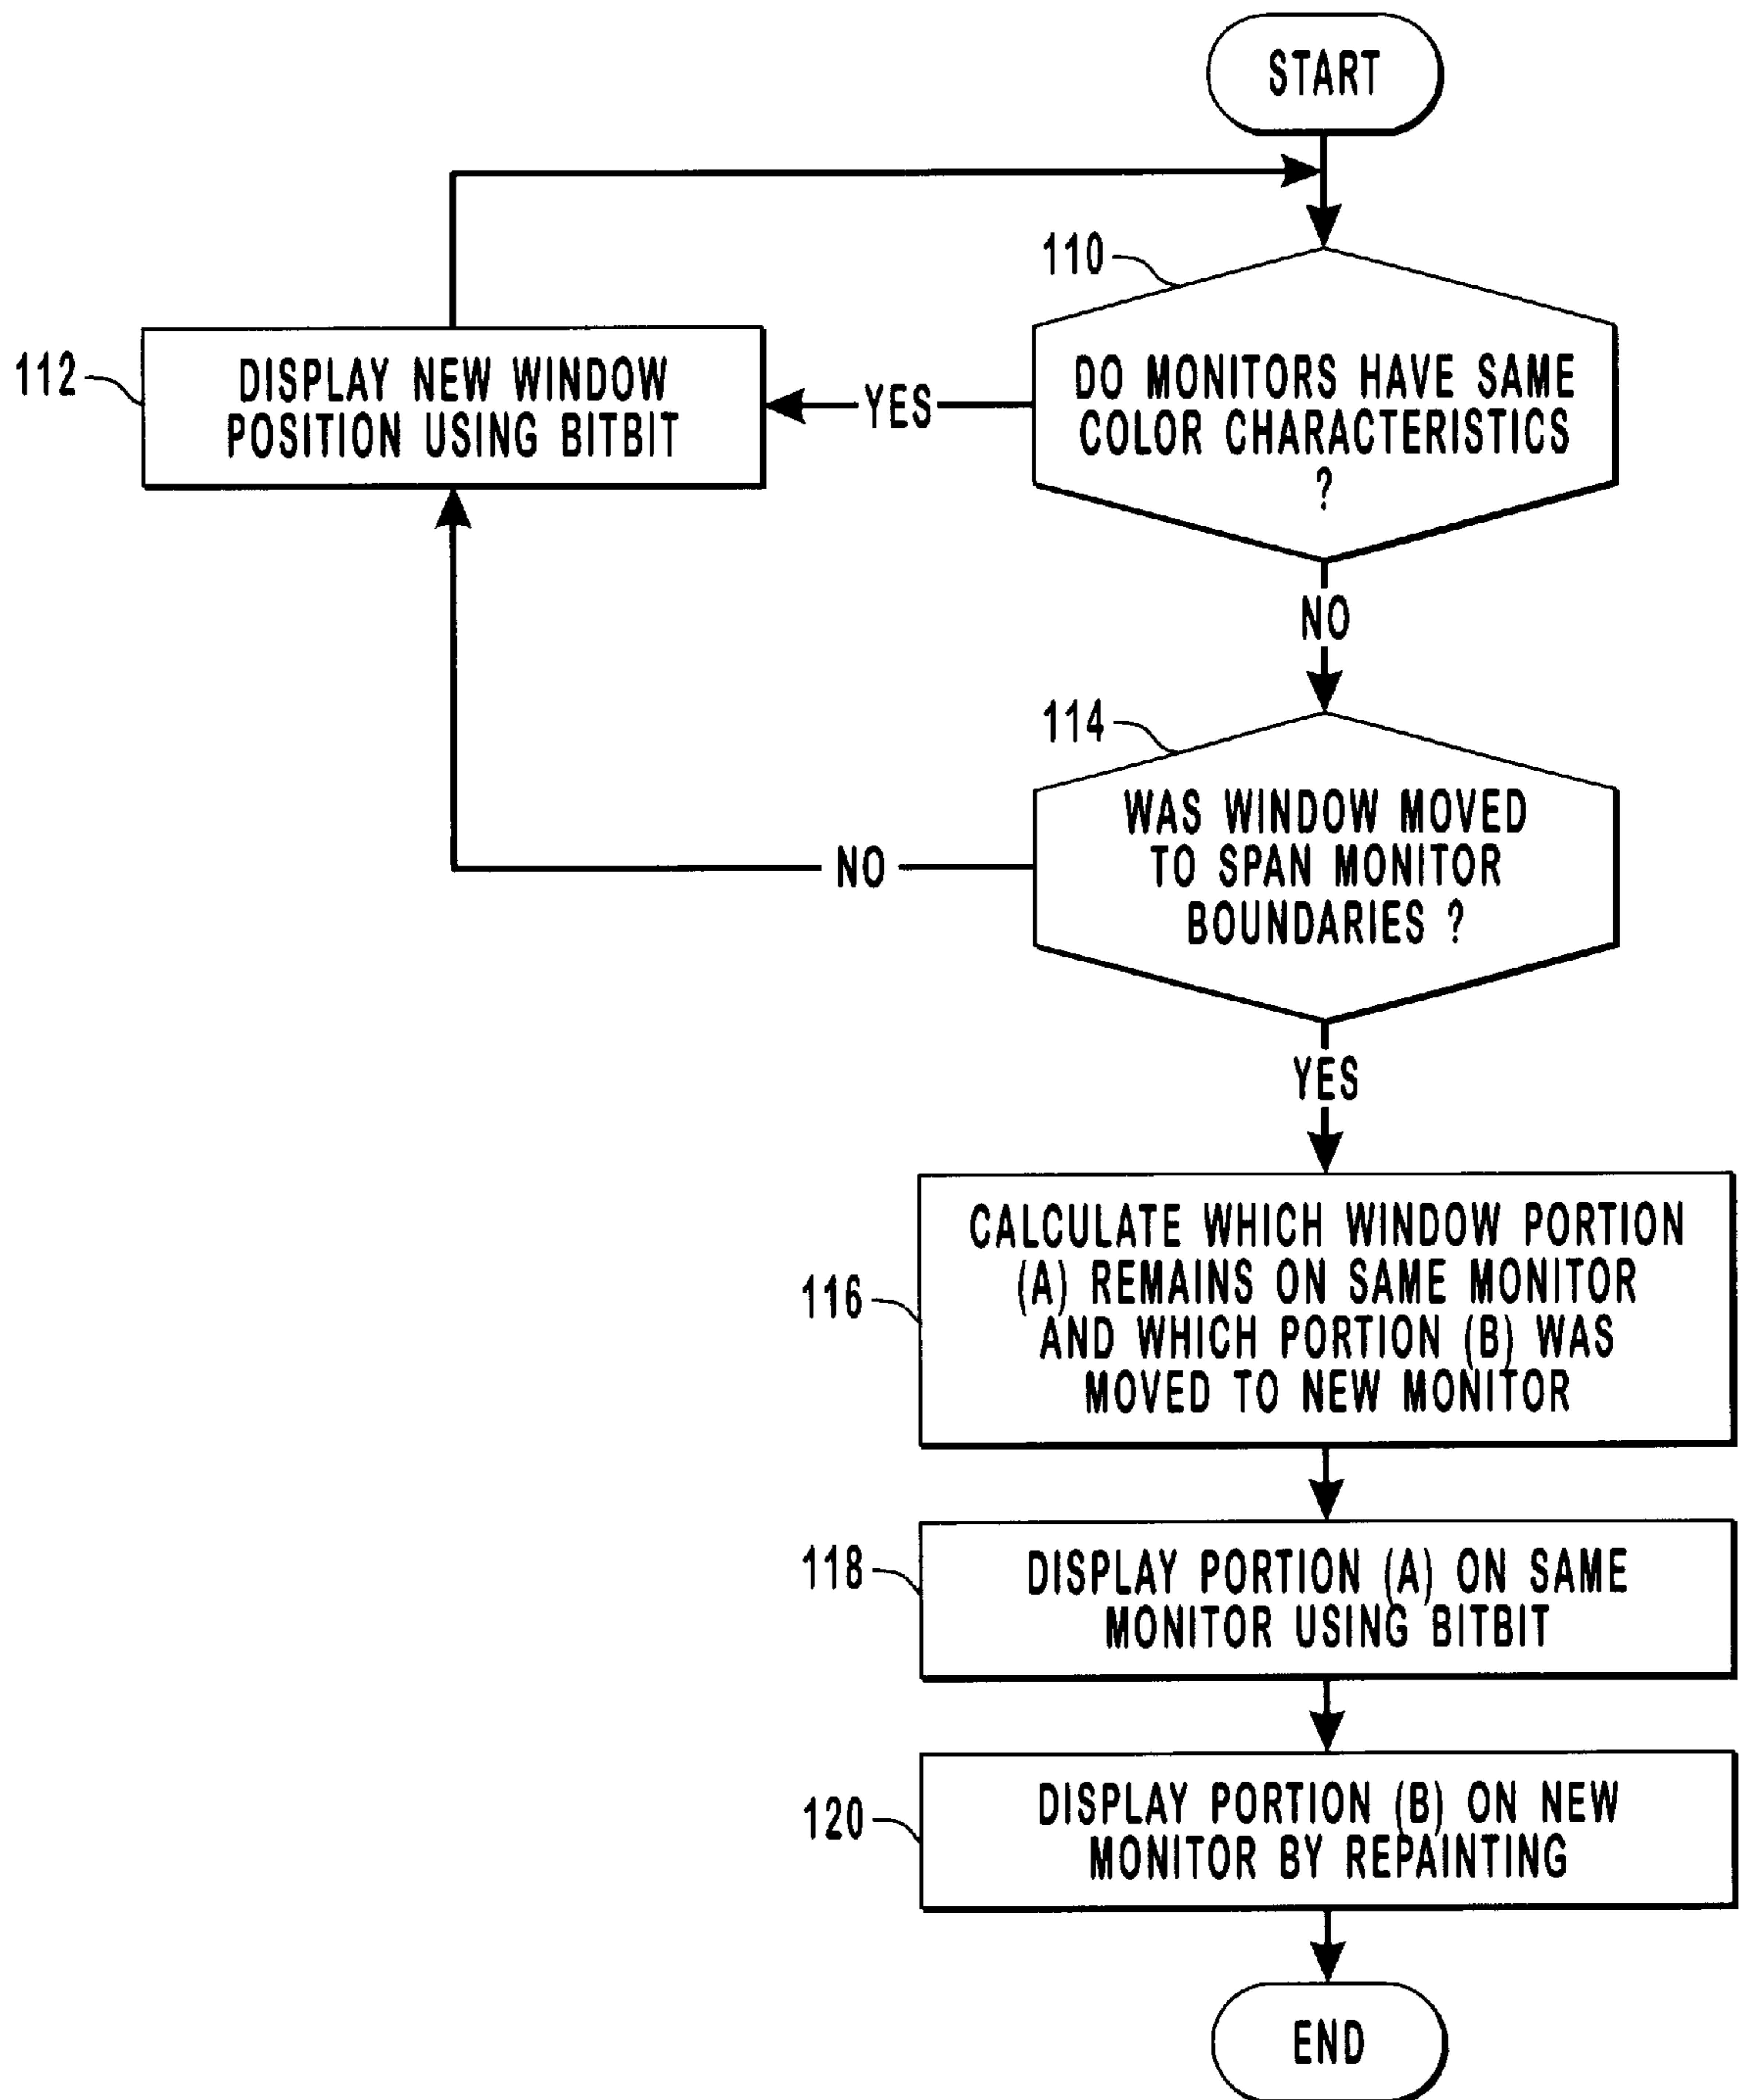 START
110
DO MONITORS HAVE SAME
COLOR CHARACTERISTICS
?
YES
112
DISPLAY NEW WINDOW
POSITION USING BITBIT
NO
114
WAS WINDOW MOVED
TO SPAN MONITOR
BOUNDARIES ?
NO
YES
116
CALCULATE WHICH WINDOW PORTION
(A) REMAINS ON SAME MONITOR
AND WHICH PORTION (B) WAS
MOVED TO NEW MONITOR
118
DISPLAY PORTION (A) ON SAME
MONITOR USING BITBIT
120
DISPLAY PORTION (B) ON NEW
MONITOR BY REPAINTING
END